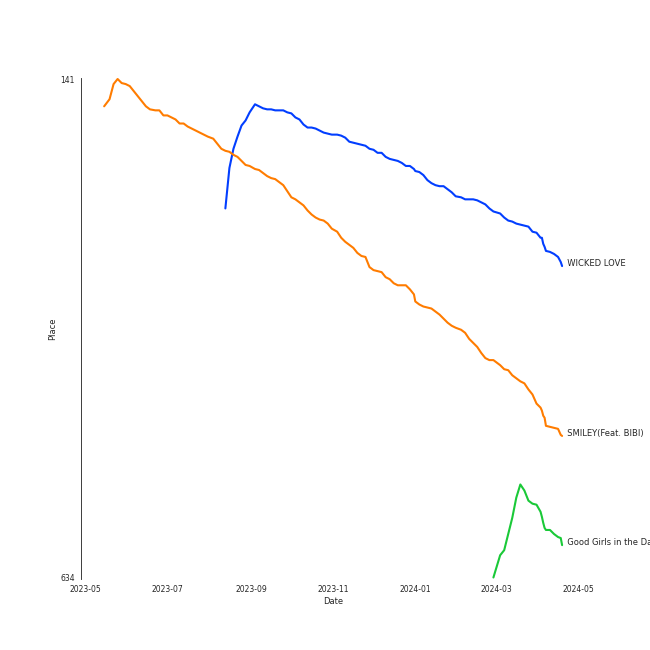 141
WICKED LOVE
Place
SMILEY(Feat. BIBI)
Good Girls in the Da
634
2023-05 2023-07 2023-09 2023-11 2024-01 2024-03 2024-05
Date